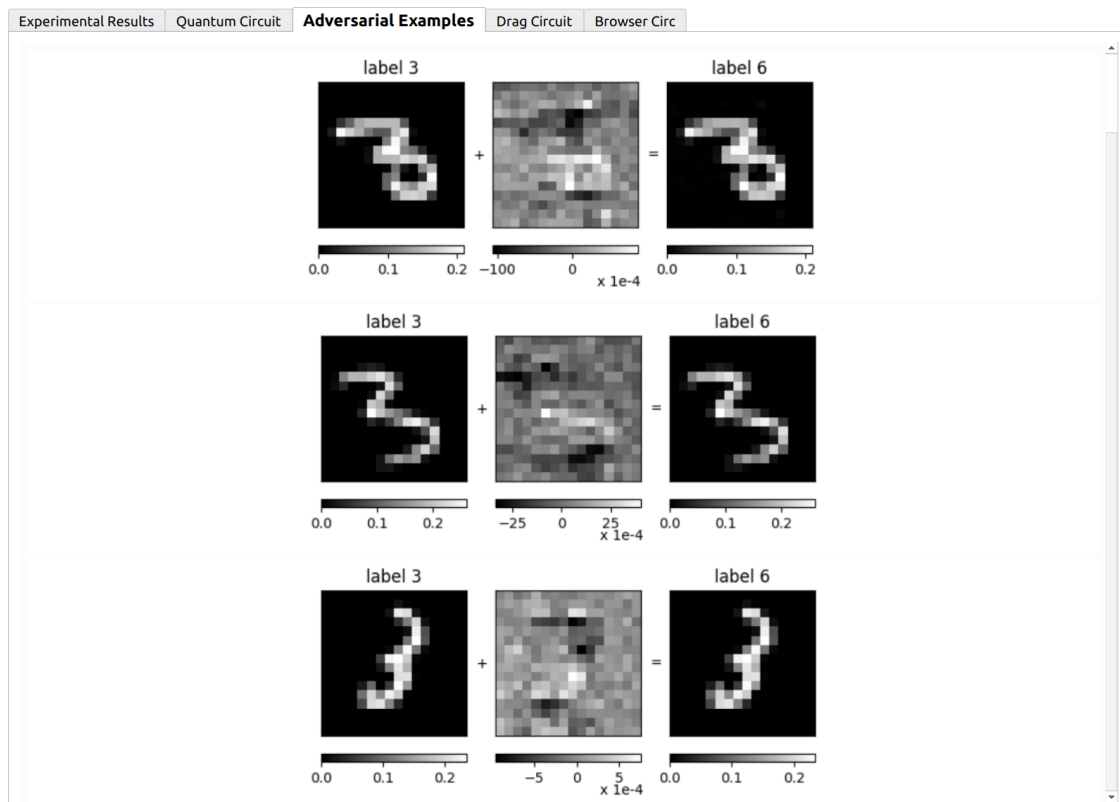 Experimental Results Quantum Circuit Adversarial Examples Drag Circuit Browser Circ
label 3 label 6
+ =
0.0 0.1 0.2 −100 0 0.0 0.1 0.2
x 1e-4
label 3 label 6
+ =
0.0 0.1 0.2 −25 0 25 0.0 0.1 0.2
x 1e-4
label 3 label 6
+ =
0.0 0.1 0.2 −5 0 5 0.0 0.1 0.2
x 1e-4